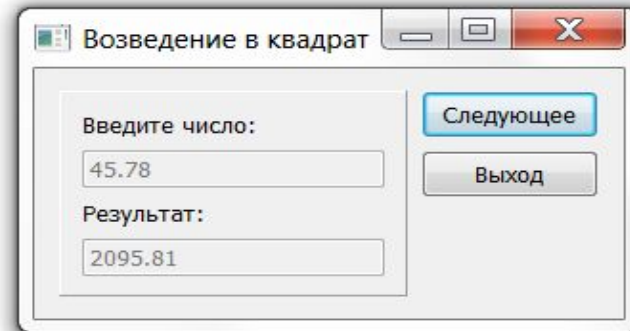 Возведение в квадрат
Введите число:
45.78
Результат:
2095.81
Следующее
Выход